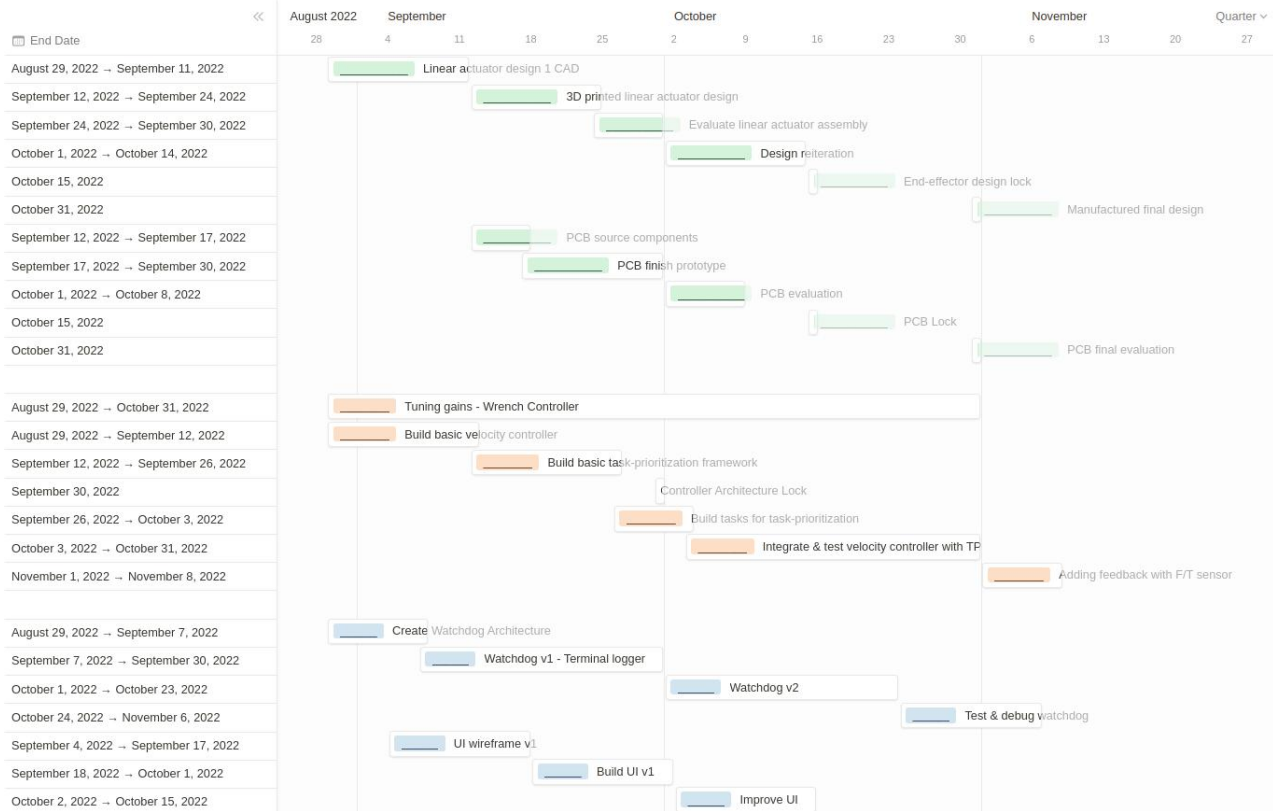 August 2022 September October November Quarter
End Date 28 4 11 18 25 2 9 16 23 30 6 13 20 27
August 29, 2022 → September 11, 2022 Linear actuator design 1 CAD
September 12, 2022 → September 24, 2022 3D printed linear actuator design
September 24, 2022 → September 30, 2022 Evaluate linear actuator assembly
October 1, 2022 → October 14, 2022 Design reiteration
October 15, 2022 End-effector design lock
October 31, 2022 Manufactured final design
September 12, 2022 → September 17, 2022 PCB source components
September 17, 2022 → September 30, 2022 PCB finish prototype
October 1, 2022 → October 8, 2022 PCB evaluation
October 15, 2022 PCB Lock
October 31, 2022 PCB final evaluation
August 29, 2022 → October 31, 2022 Tuning gains - Wrench Controller
August 29, 2022 → September 12, 2022 Build basic velocity controller
September 12, 2022 → September 26, 2022 Build basic task-prioritization framework
September 30, 2022 Controller Architecture Lock
September 26, 2022 → October 3, 2022 Build tasks for task-prioritization
October 3, 2022 → October 31, 2022 Integrate & test velocity controller with TP
November 1, 2022 → November 8, 2022 Adding feedback with F/T sensor
August 29, 2022 → September 7, 2022 Create Watchdog Architecture
September 7, 2022 → September 30, 2022 Watchdog v1 - Terminal logger
October 1, 2022 → October 23, 2022 Watchdog v2
October 24, 2022 → November 6, 2022 Test & debug watchdog
September 4, 2022 → September 17, 2022 UI wireframe v1
September 18, 2022 → October 1, 2022 Build UI v1
October 2, 2022 → October 15, 2022 Improve UI